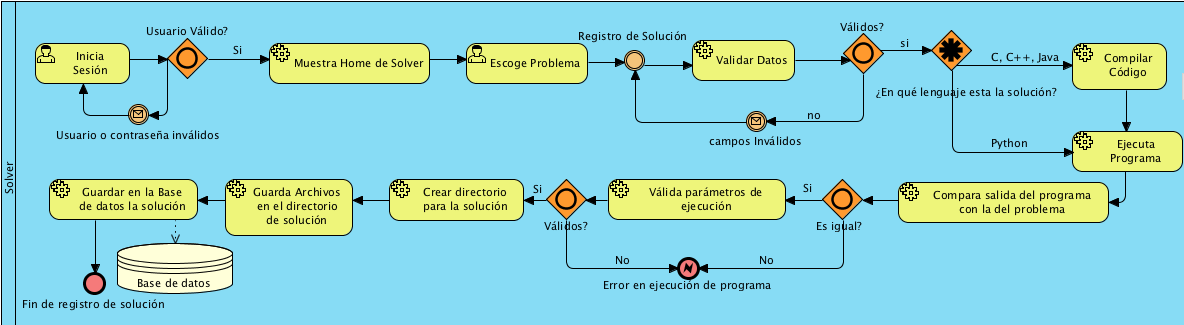 Solver
Usuario Válido?
Inicia
Sesión
Si
Usuario o contraseña inválidos
Muestra Home de Solver
Escoge Problema
Registro de Solución
Validar Datos
Válidos?
si
no
campos Inválidos
C, C++, Java
¿En qué lenguaje esta la solución?
Python
Compilar
Código
Ejecuta
Programa
Compara salida del programa
con la del problema
Es igual?
Si
No
Válida parámetros de
ejecución
Válidos?
Si
No
Error en ejecución de programa
Crear directorio
para la solución
Guarda Archivos
en el directorio
de solución
Guardar en la Base
de datos la solución
Base de datos
Fin de registro de solución